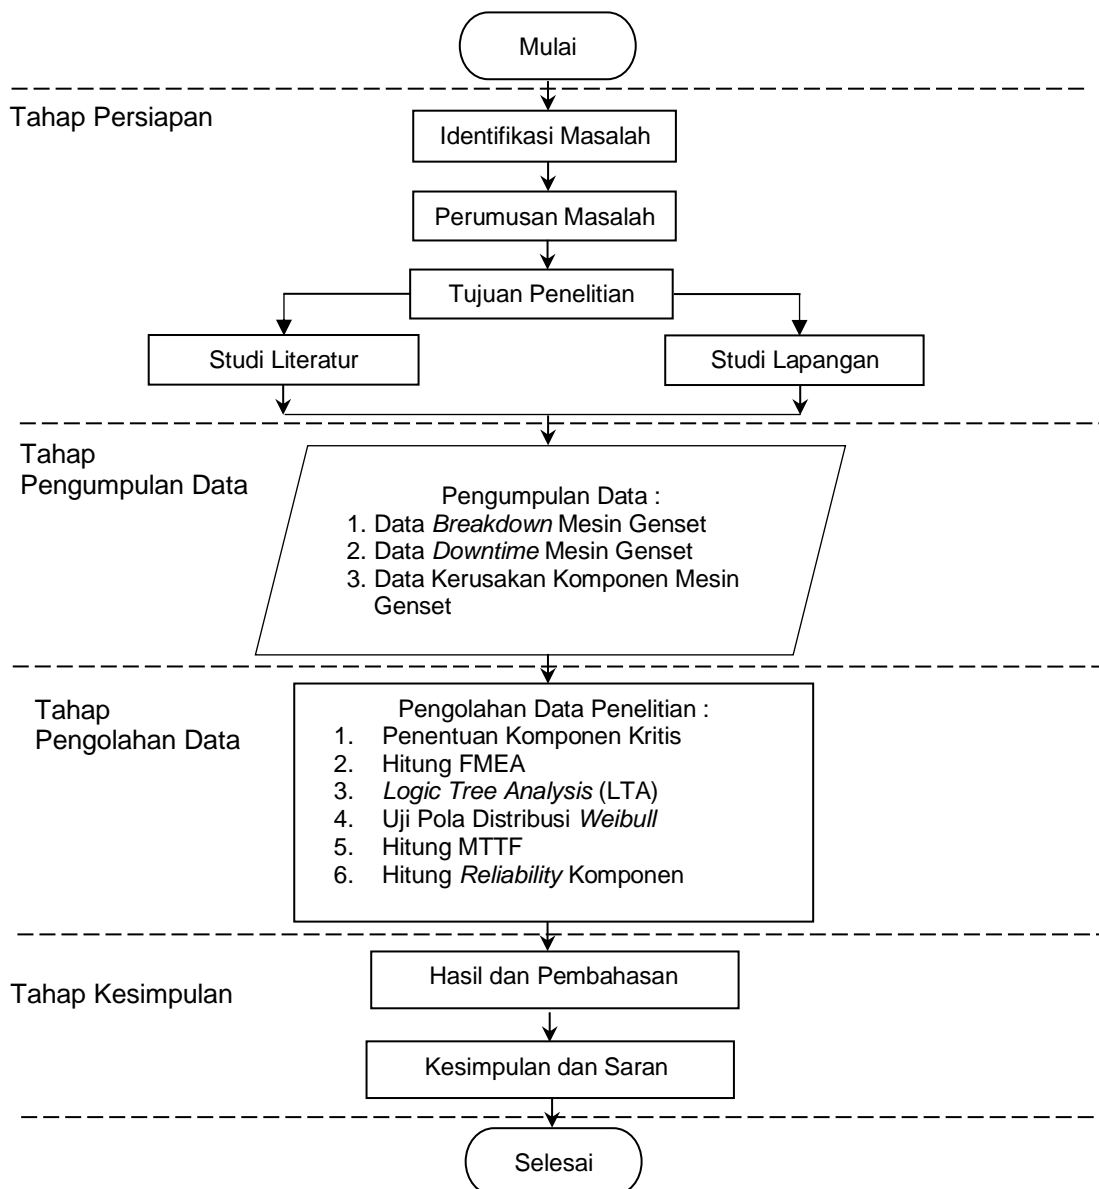 Mulai
Tahap Persiapan
Identifikasi Masalah
Perumusan Masalah
Tujuan Penelitian
Studi Literatur
Studi Lapangan
Tahap
Pengumpulan Data
Pengumpulan Data :
1. Data Breakdown Mesin Genset
2. Data Downtime Mesin Genset
3. Data Kerusakan Komponen Mesin
Genset
Tahap
Pengolahan Data
Pengolahan Data Penelitian :
1. Penentuan Komponen Kritis
2. Hitung FMEA
3. Logic Tree Analysis (LTA)
4. Uji Pola Distribusi Weibull
5. Hitung MTTF
6. Hitung Reliability Komponen
Tahap Kesimpulan
Hasil dan Pembahasan
Kesimpulan dan Saran
Selesai